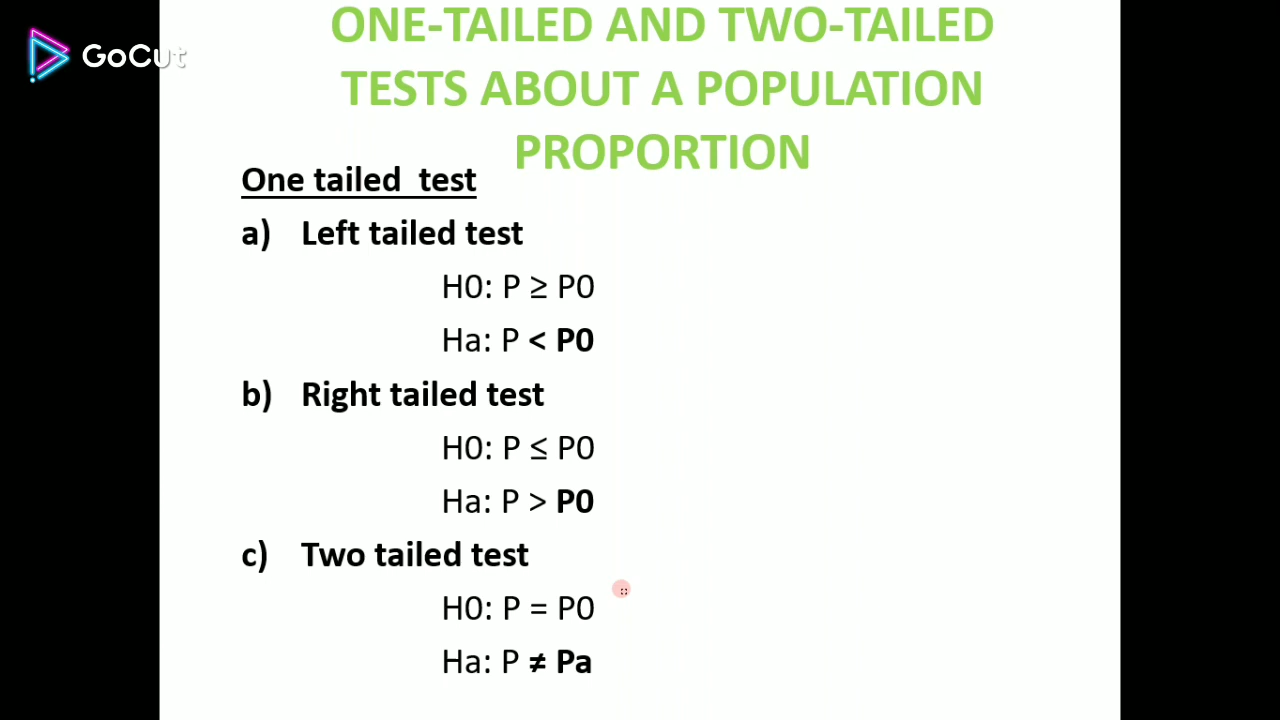 GoCut
ONE-TAILED AND TWO-TAILED
TESTS ABOUT A POPULATION
PROPORTION
One tailed  test
a) Left tailed test
H0: P ≥ P0
Ha: P < P0
b) Right tailed test
H0: P ≤ P0
Ha: P > P0
c) Two tailed test
H0: P = P0
Ha: P ≠ Pa